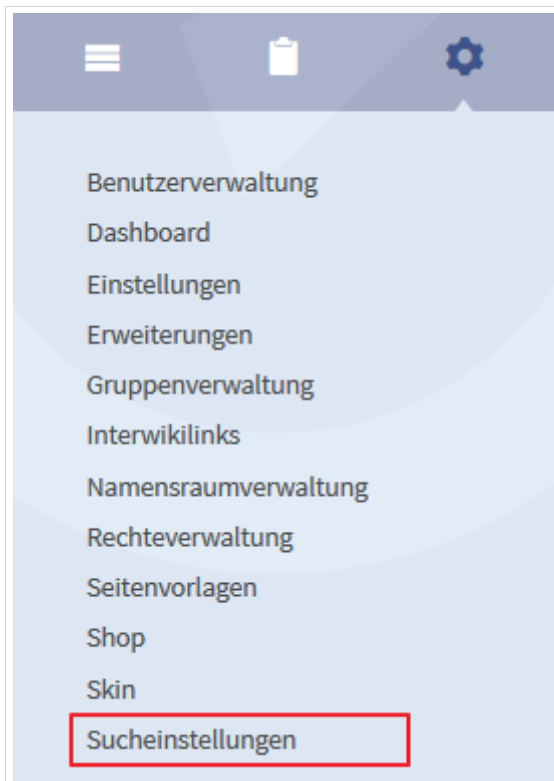 Benutzerverwaltung
Dashboard
Einstellungen
Erweiterungen
Gruppenverwaltung
Interwikilinks
Namensraumverwaltung
Rechteverwaltung
Seitenvorlagen
Shop
Skin
Sucheinstellungen